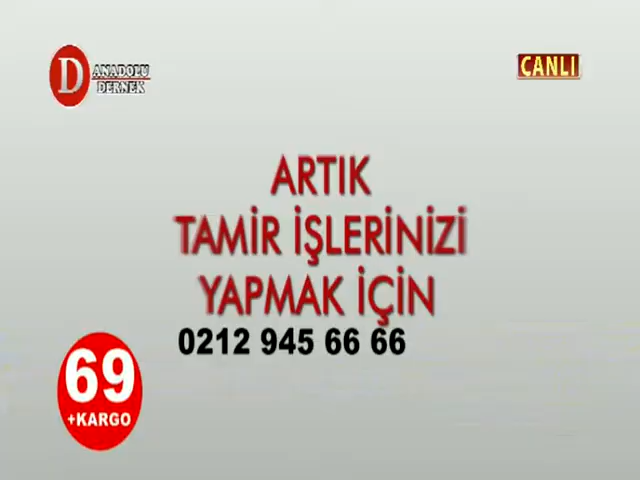 D ANADOLU
DERNEK
CANLI
ARTIK
TAMİR İŞLERİNİZİ
YAPMAK İÇİN
0212 945 66 66
69
+KARGO